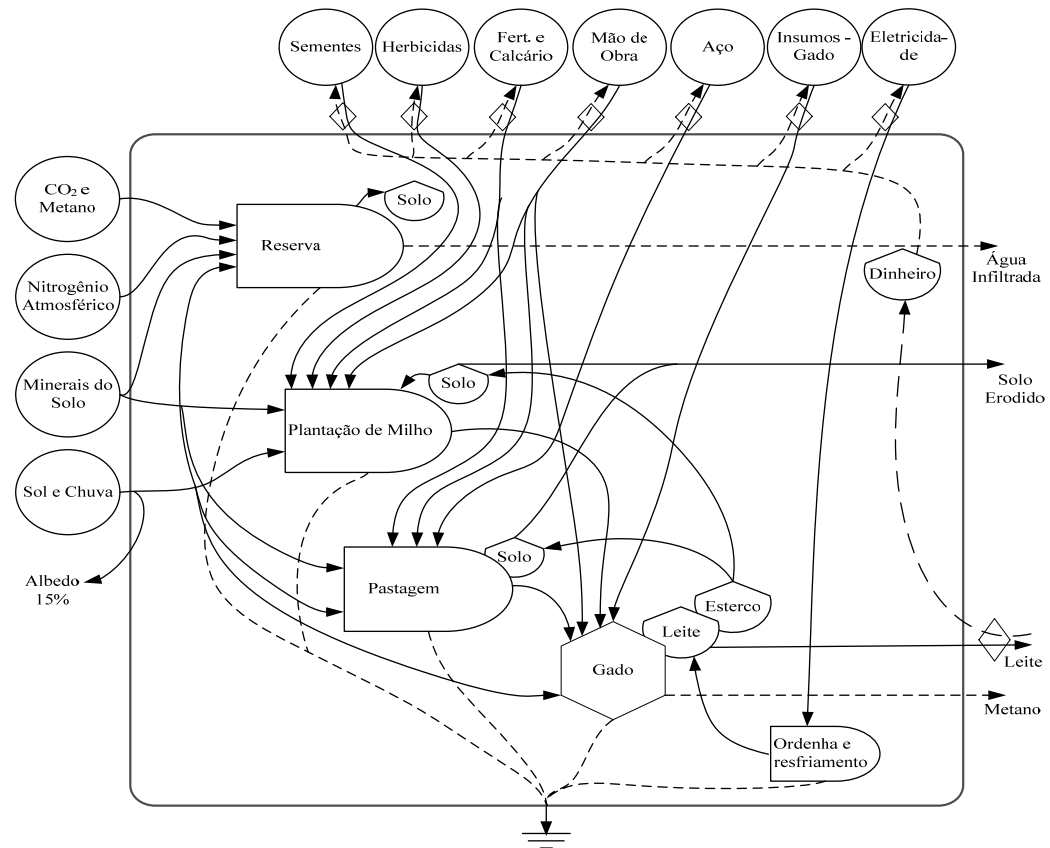 Sementes
Herbicidas
Fert. e
Calcário
Mão de
Obra
Aço
Insumos -
Gado
Eletricida-
de
CO₂ e
Metano
Solo
Reserva
Nitrogênio
Atmosférico
Dinheiro
Água
Infiltrada
Minerais do
Solo
Solo
Solo
Erodido
Plantação de Milho
Sol e Chuva
Solo
Albedo
15%
Pastagem
Esterco
Leite
Gado
Leite
Metano
Ordenha e
resfriamento